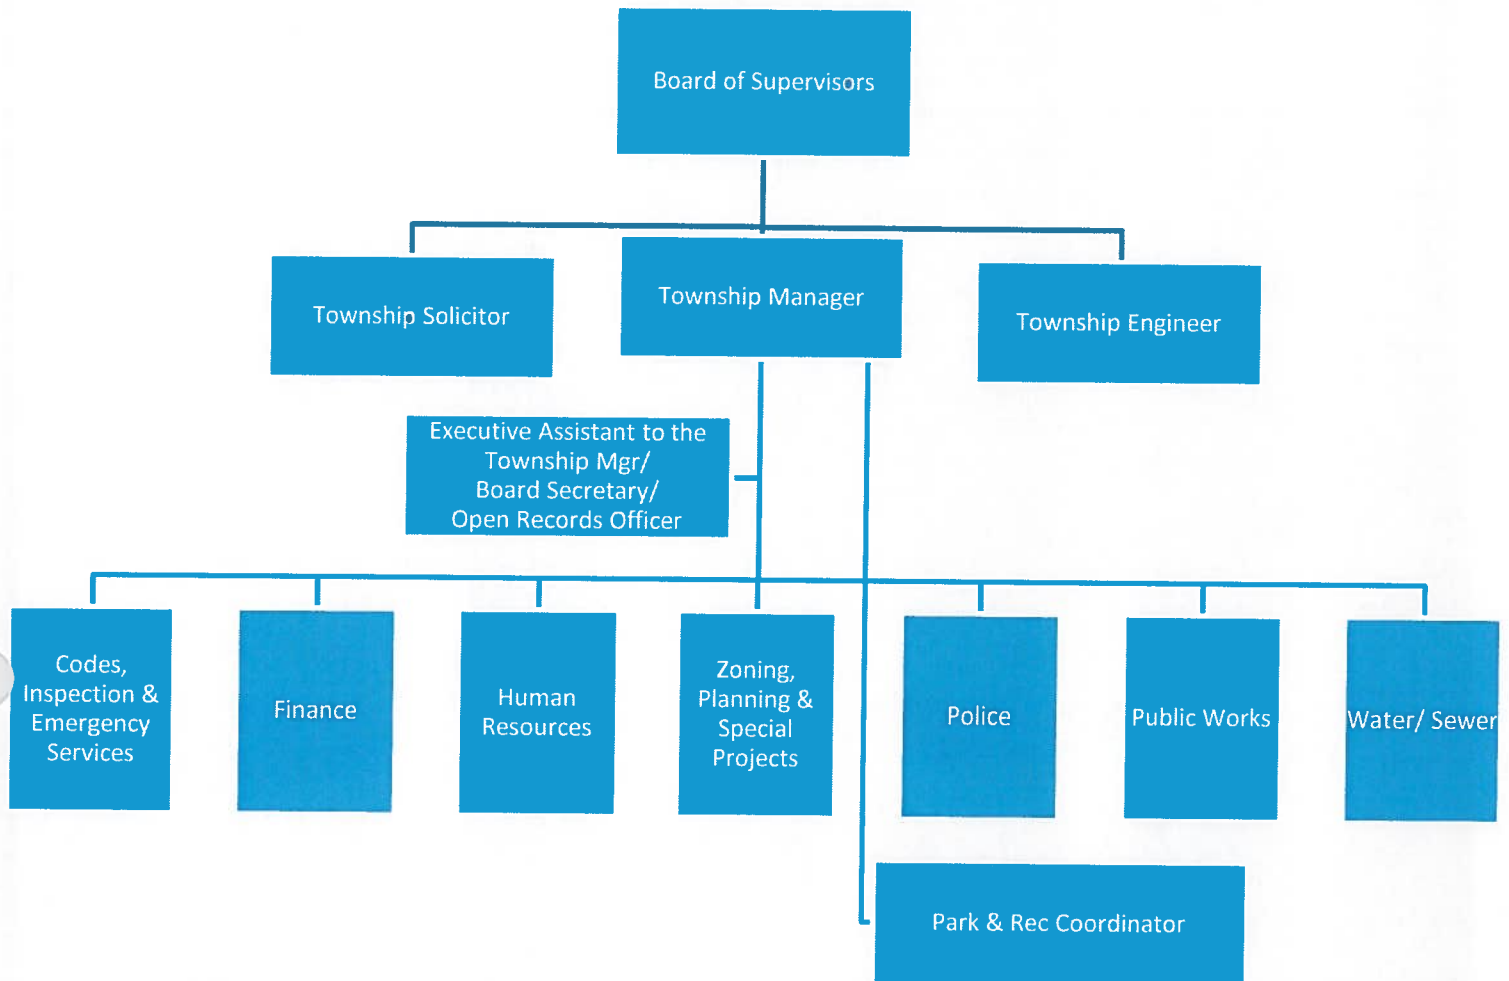 Board of Supervisors
Township Solicitor
Township Manager
Township Engineer
Executive Assistant to the
Township Mgr/
Board Secretary/
Open Records Officer
Codes,
Inspection &
Emergency
Services
Finance
Human
Resources
Zoning,
Planning &
Special
Projects
Police
Public Works
Water/ Sewer
Park & Rec Coordinator